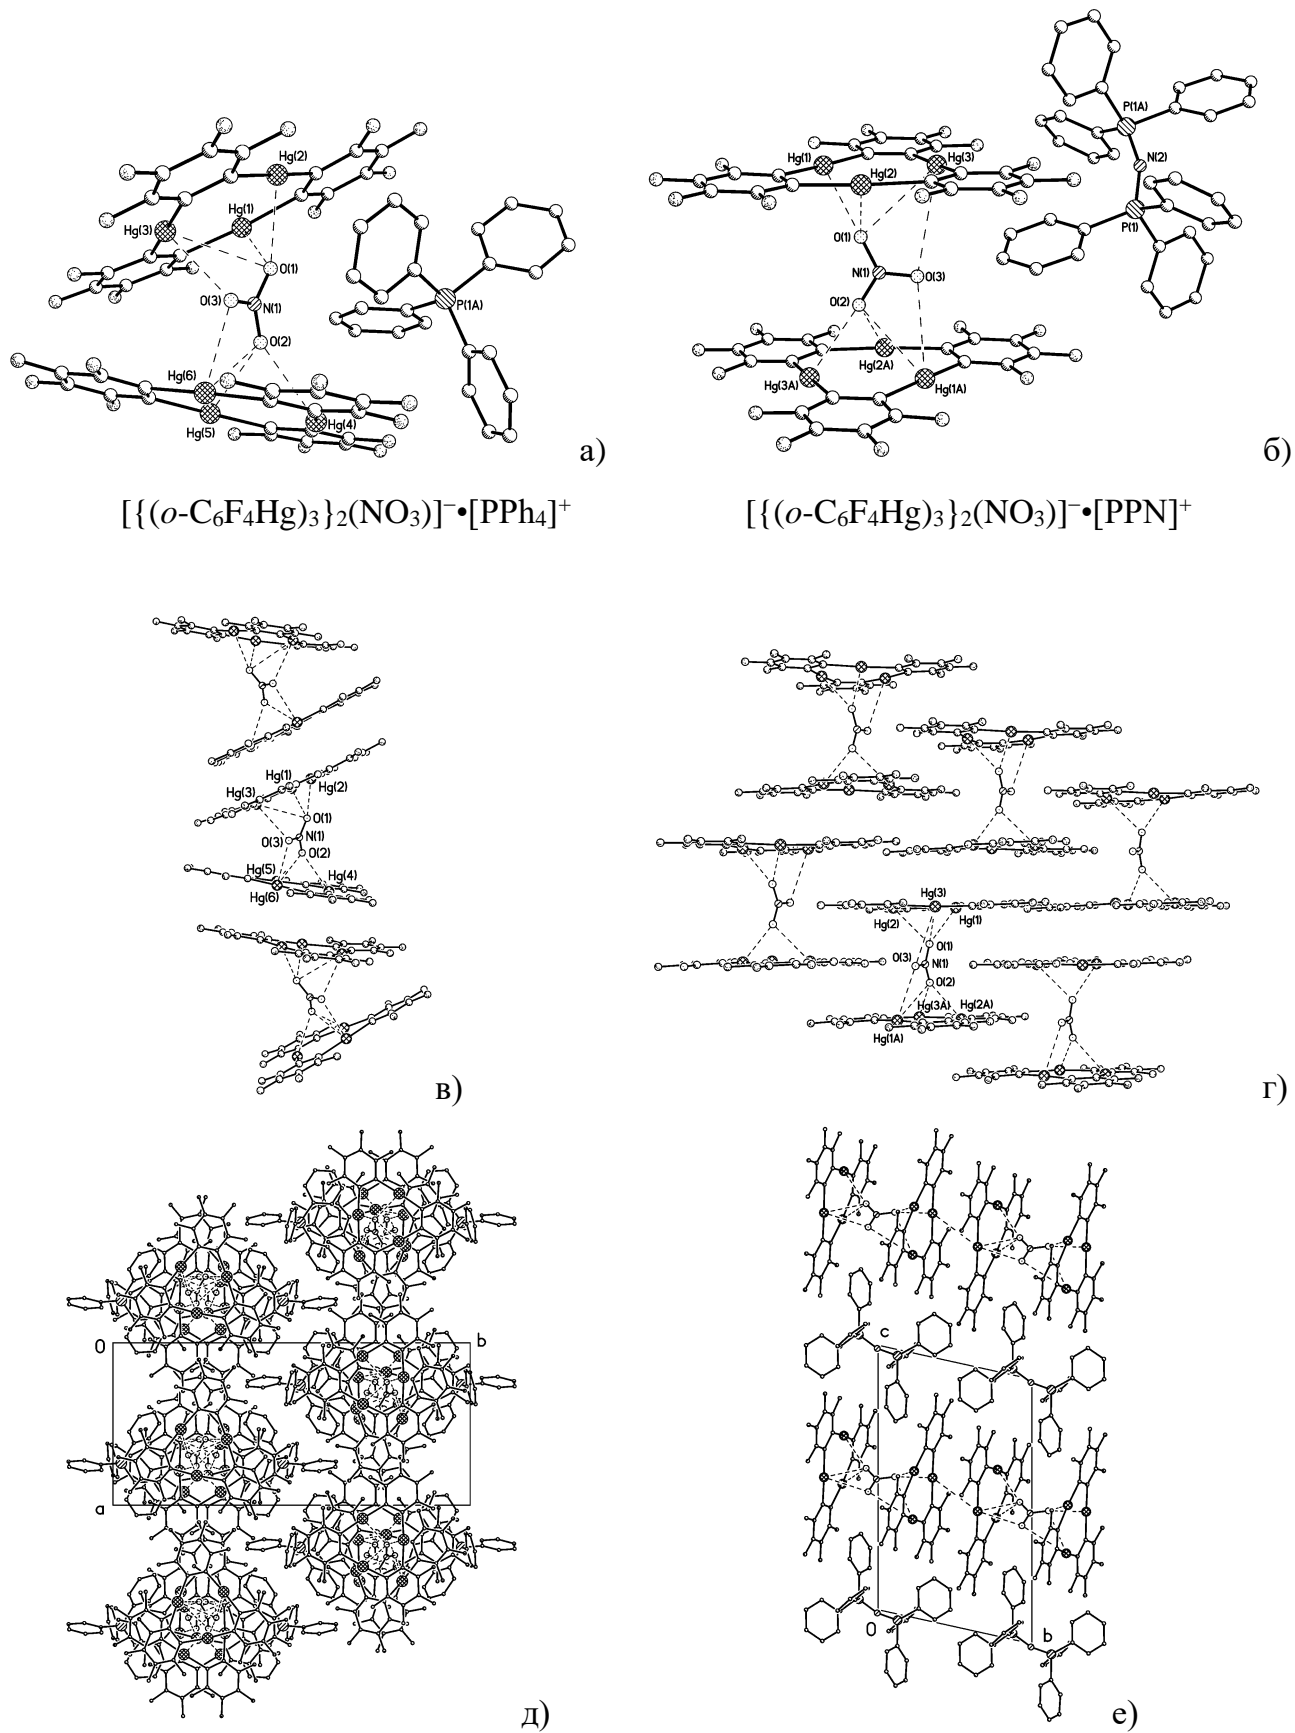 Hg(2)
Hg(1)
Hg(3)
O(1)
O(3)
N(1)
P(1A)
O(2)
Hg(6)
Hg(5)
Hg(4)
а)
P(1A)
N(2)
P(1)
Hg(1)
Hg(3)
Hg(2)
O(1)
N(1)
O(3)
O(2)
Hg(2A)
Hg(3A)
Hg(1A)
б)
[{(o-C₆F₄Hg)₃}₂(NO₃)]⁻•[PPh₄]⁺
[{(o-C₆F₄Hg)₃}₂(NO₃)]⁻•[PPN]⁺
Hg(1)
Hg(3)
Hg(2)
O(1)
O(3)
N(1)
O(2)
Hg(5)
Hg(4)
Hg(6)
в)
Hg(3)
Hg(2)
Hg(1)
O(1)
O(3)
N(1)
O(2)
Hg(3A)
Hg(2A)
Hg(1A)
г)
0
b
a
д)
c
0
b
е)